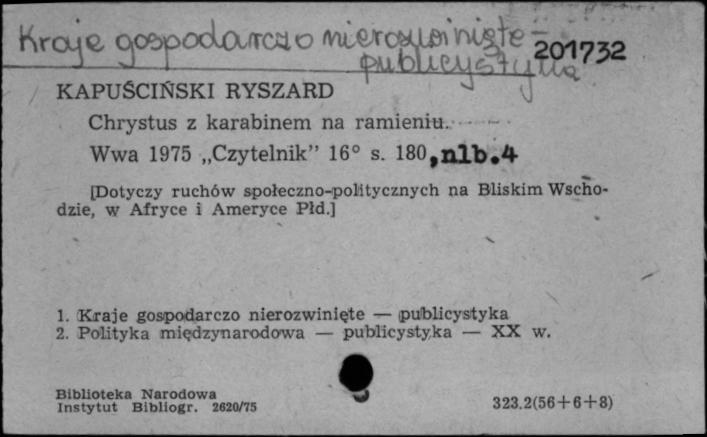 Kraje gospodarczo nierozwinięte -
201732
publicystyka
KAPUŚCIŃSKI RYSZARD
Chrystus z karabinem na ramieniu.
Wwa 1975 „Czytelnik” 16° s. 180, nlb.4
[Dotyczy ruchów społeczno-politycznych na Bliskim Wscho-
dzie, w Afryce i Ameryce Płd.]
1. Kraje gospodarczo nierozwinięte — publicystyka
2. Polityka międzynarodowa — publicystyka — XX w.
Biblioteka Narodowa
Instytut Bibliogr. 2620/75
323.2(56+6+8)